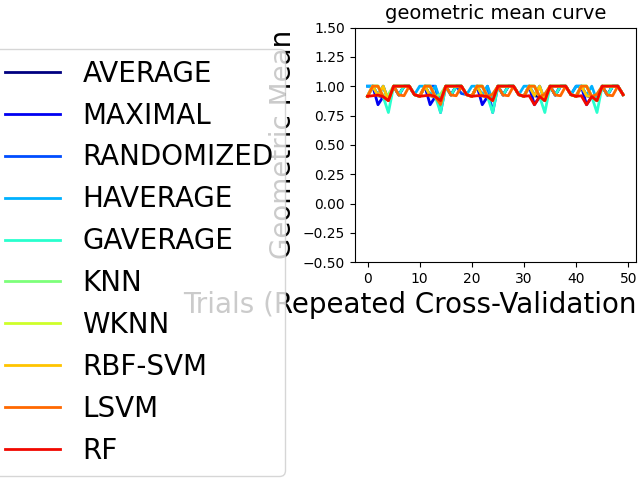 geometric mean curve
AVERAGE
MAXIMAL
RANDOMIZED
HAVERAGE
GAVERAGE
KNN
WKNN
RBF-SVM
LSVM
RF
Geometric Mean
1.50
1.25
1.00
0.75
0.50
0.25
0.00
−0.25
−0.50
0 10 20 30 40 50
Trials (Repeated Cross-Validation